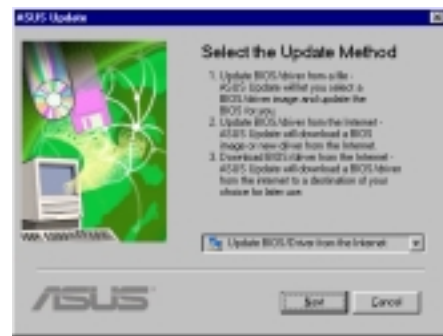 ASUS Update
Select the Update Method
1. Update BIOS/driver from a file -
ASUS Update will let you select a
BIOS/driver image and update the
BIOS for you.
2. Update BIOS/driver from the Internet -
ASUS Update will download a BIOS
image or new driver from the Internet.
3. Download BIOS/driver from the Internet -
ASUS Update will download a BIOS/driver
from the internet to a destination of your
choice for later use.
Update BIOS/Driver from the Internet
ASUS
Next
Cancel